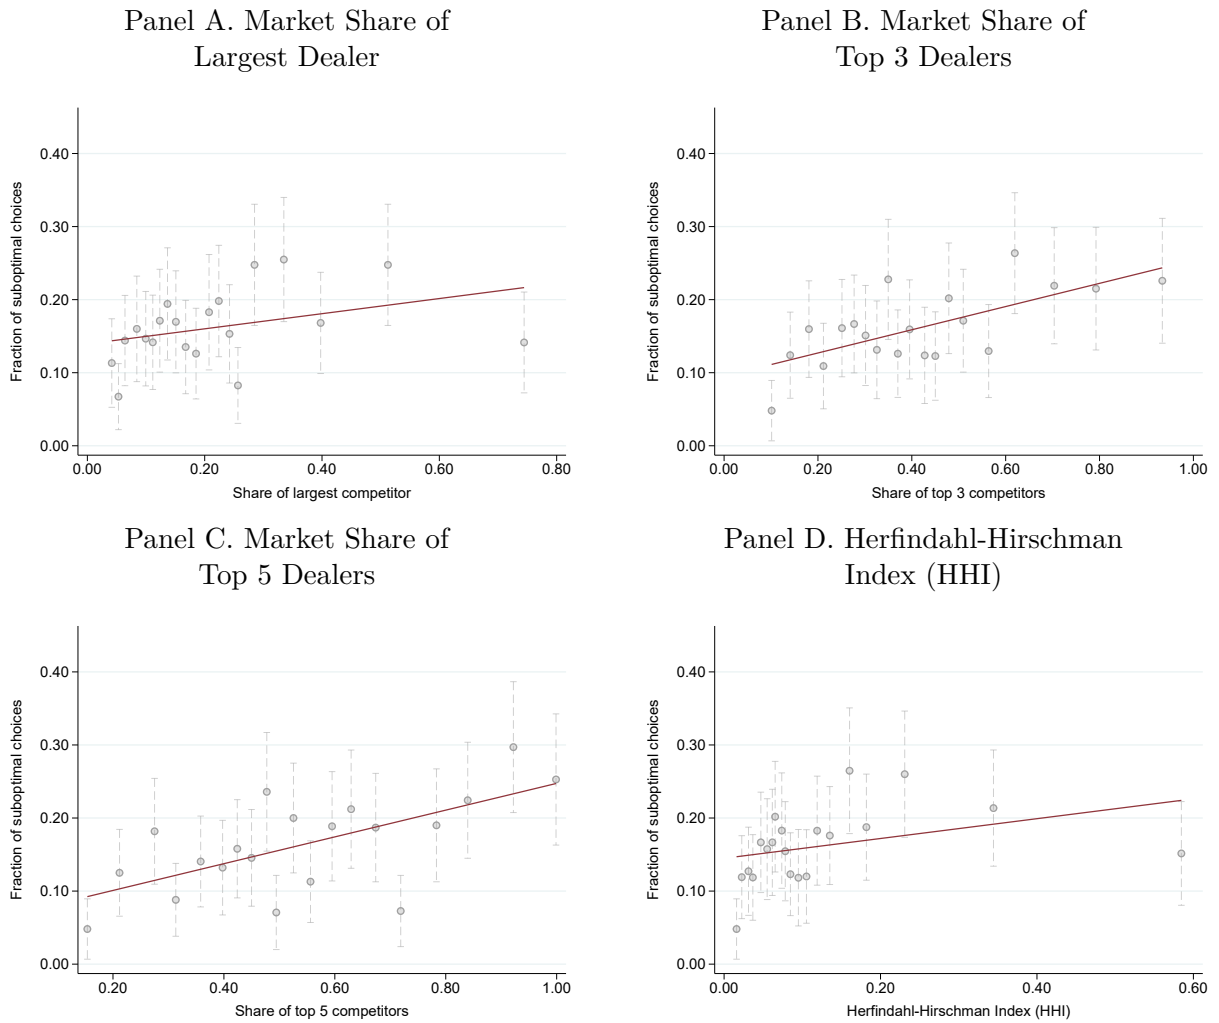 Panel A. Market Share of
Largest Dealer
Fraction of suboptimal choices
0.40
0.30
0.20
0.10
0.00
0.00 0.20 0.40 0.60 0.80
Share of largest competitor
Panel B. Market Share of
Top 3 Dealers
Fraction of suboptimal choices
0.40
0.30
0.20
0.10
0.00
0.00 0.20 0.40 0.60 0.80 1.00
Share of top 3 competitors
Panel C. Market Share of
Top 5 Dealers
Fraction of suboptimal choices
0.40
0.30
0.20
0.10
0.00
0.20 0.40 0.60 0.80 1.00
Share of top 5 competitors
Panel D. Herfindahl-Hirschman
Index (HHI)
Fraction of suboptimal choices
0.40
0.30
0.20
0.10
0.00
0.00 0.20 0.40 0.60
Herfindahl-Hirschman Index (HHI)